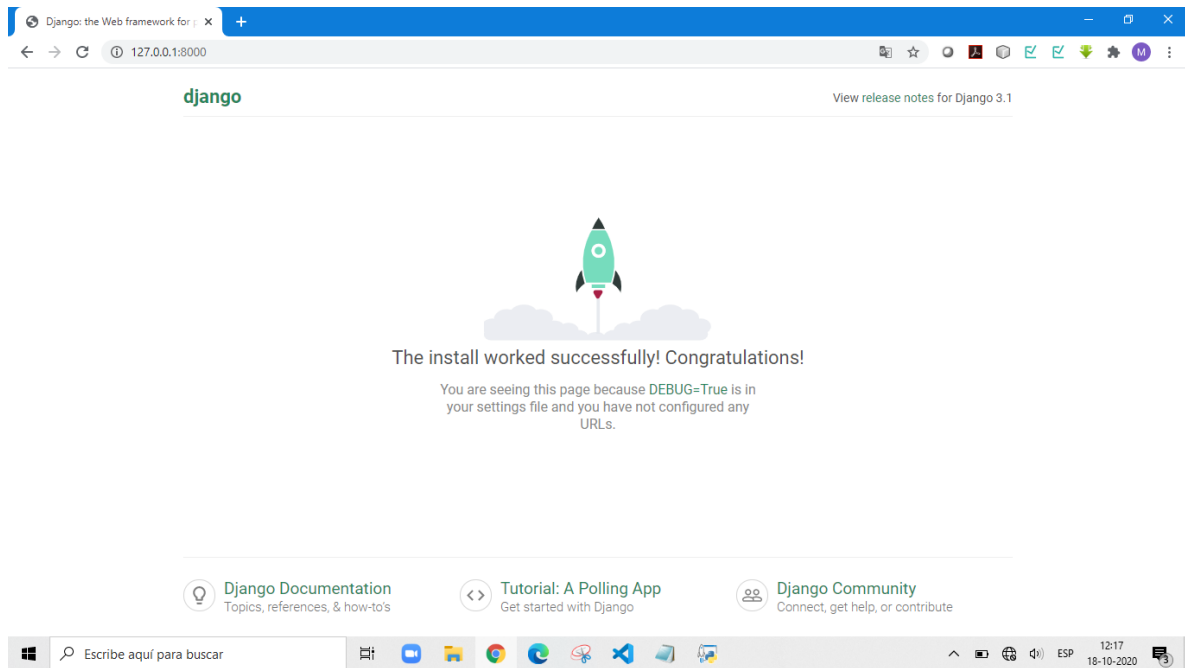 Django: the Web framework for p
127.0.0.1:8000
M
django
View release notes for Django 3.1
The install worked successfully! Congratulations!
You are seeing this page because DEBUG=True is in
your settings file and you have not configured any
URLs.
Django Documentation
Topics, references, & how-to's
Tutorial: A Polling App
Get started with Django
Django Community
Connect, get help, or contribute
Escribe aquí para buscar
ESP
12:17
18-10-2020
3